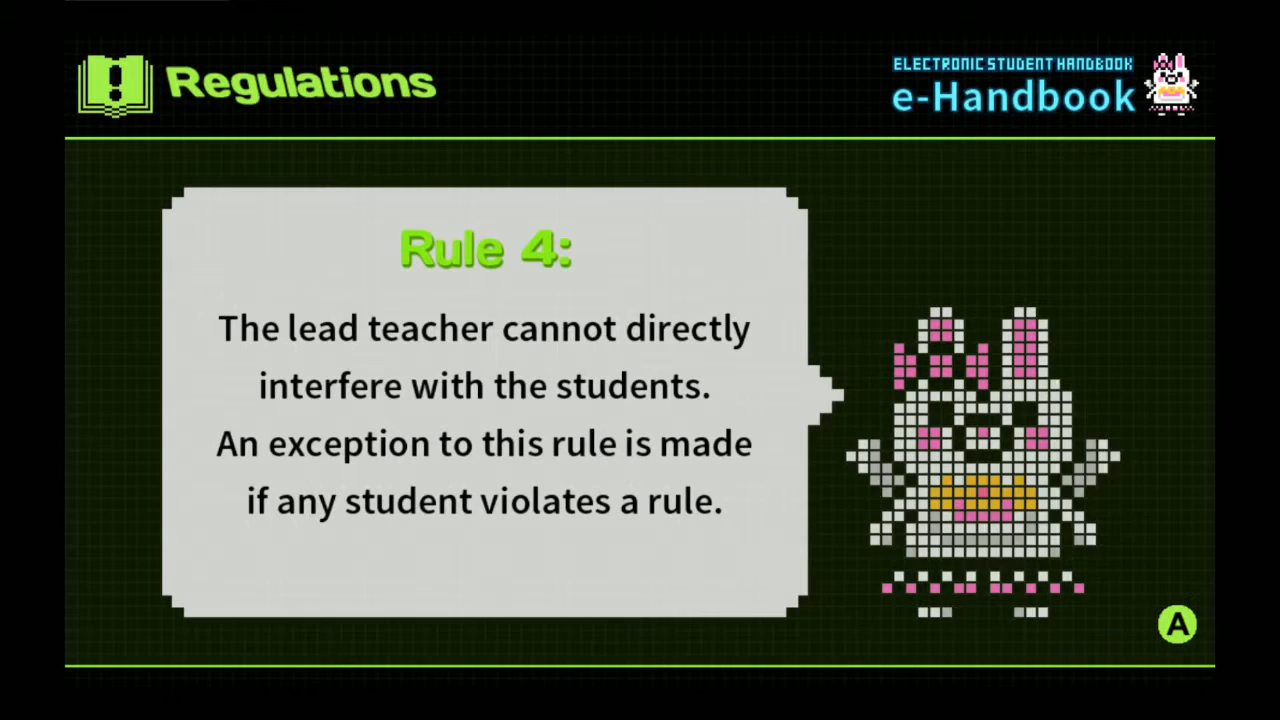 Regulations
ELECTRONIC STUDENT HANDBOOK
e-Handbook
Rule 4:
The lead teacher cannot directly
interfere with the students.
An exception to this rule is made
if any student violates a rule.
A